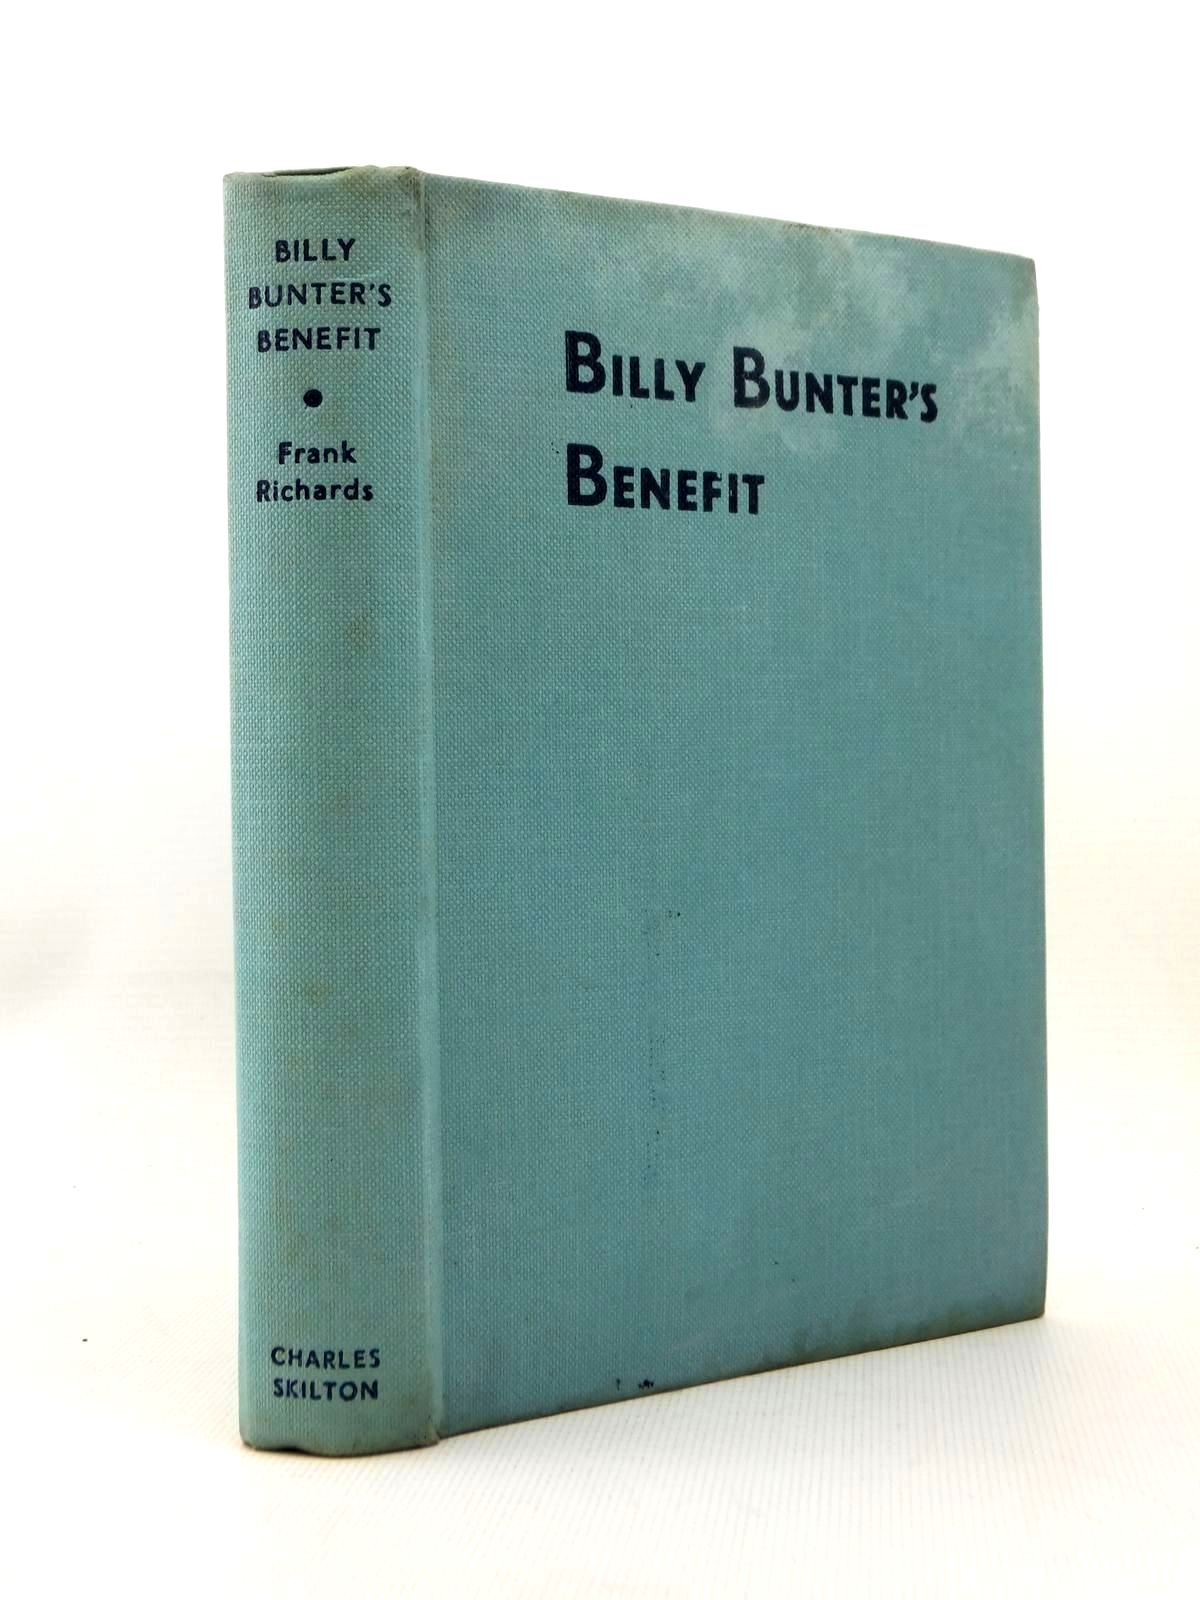 BILLY
BUNTER'S
BENEFIT
•
Frank
Richards
CHARLES
SKILTON
BILLY BUNTER'S
BENEFIT